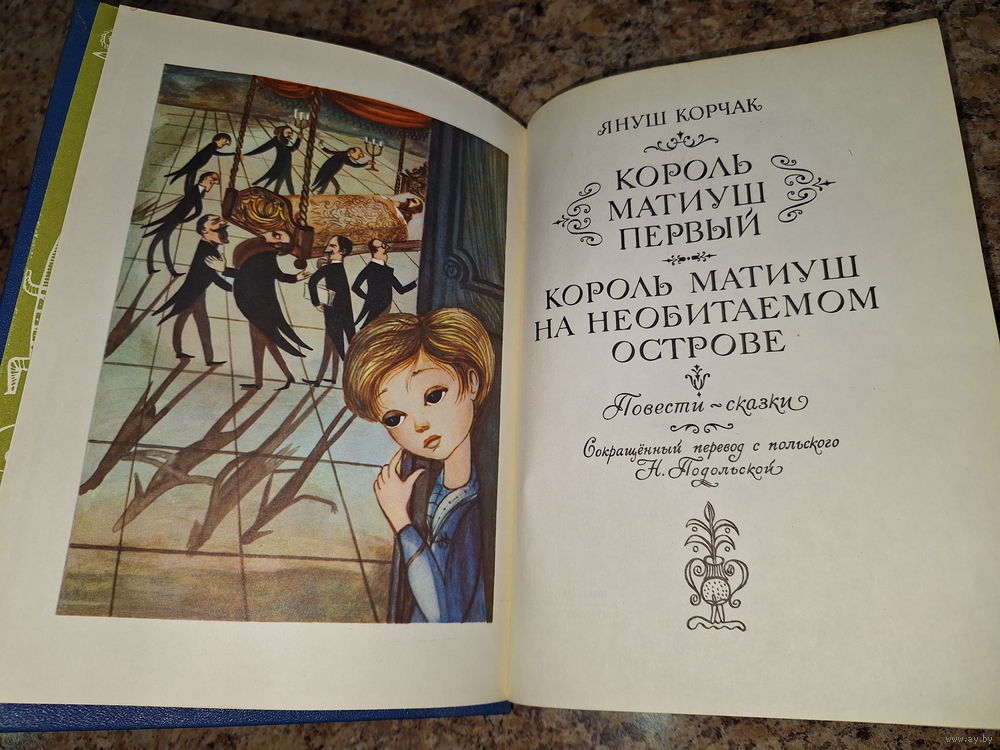 ЯНУШ КОРЧАК
КОРОЛЬ
МАТИУШ
ПЕРВЫЙ
КОРОЛЬ МАТИУШ
НА НЕОБИТАЕМОМ
ОСТРОВЕ
Повести-сказки
Сокращённый перевод с польского
Н. Подольской
www.ay.by